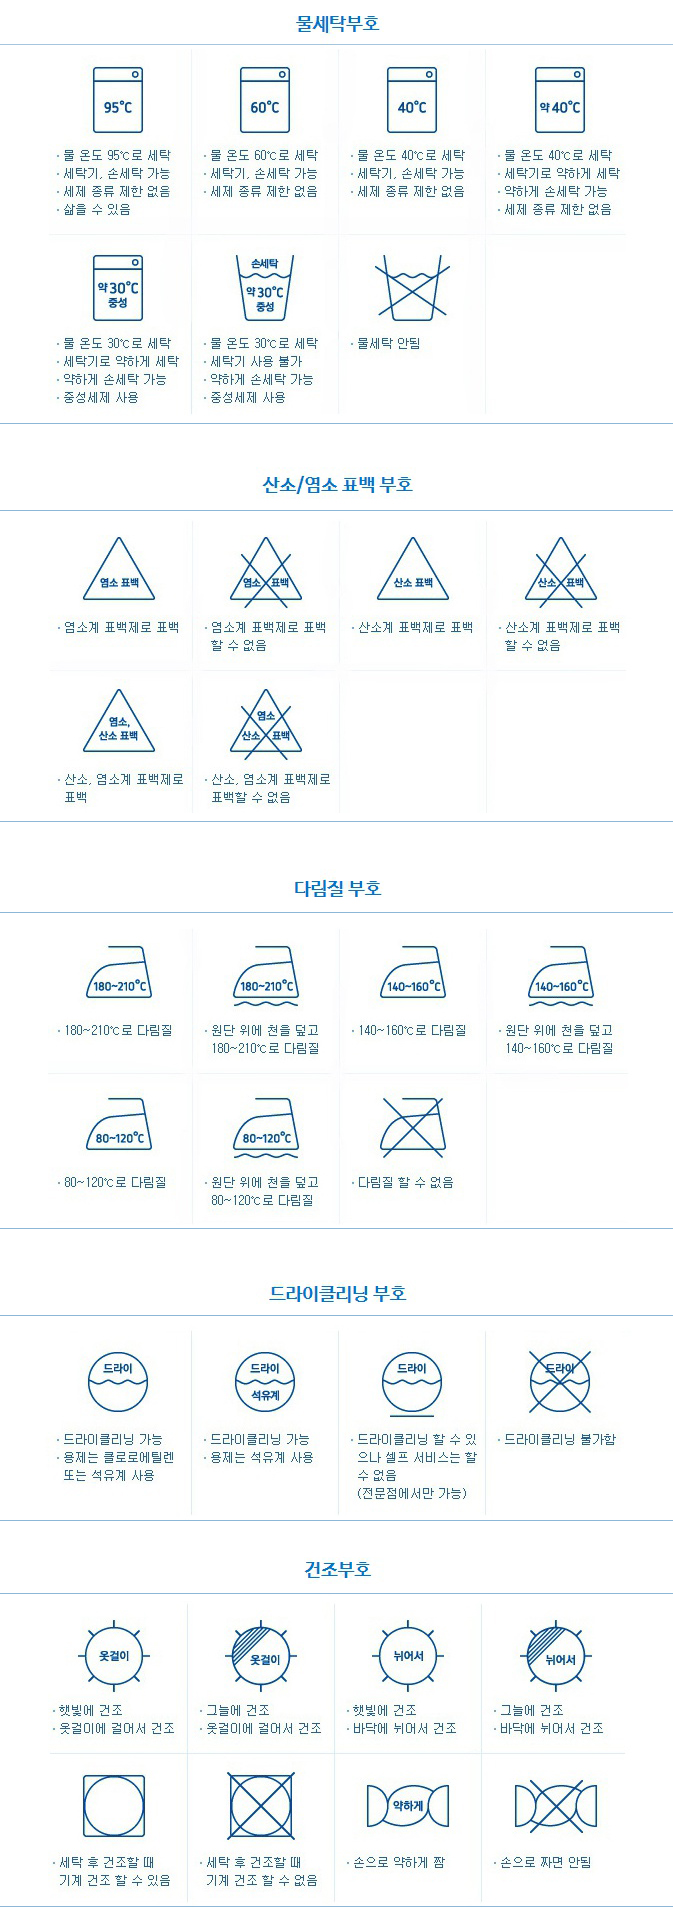 물세탁부호
95℃
60℃
40℃
약 40℃
· 물 온도 95℃로 세탁
· 세탁기, 손세탁 가능
· 세제 종류 제한 없음
· 삶을 수 있음
· 물 온도 60℃로 세탁
· 세탁기, 손세탁 가능
· 세제 종류 제한 없음
· 물 온도 40℃로 세탁
· 세탁기, 손세탁 가능
· 세제 종류 제한 없음
· 물 온도 40℃로 세탁
· 세탁기로 약하게 세탁
· 약하게 손세탁 가능
· 세제 종류 제한 없음
약 30℃
중성
손세탁
약 30℃
중성
· 물 온도 30℃로 세탁
· 세탁기로 약하게 세탁
· 약하게 손세탁 가능
· 중성세제 사용
· 물 온도 30℃로 세탁
· 세탁기 사용 불가
· 약하게 손세탁 가능
· 중성세제 사용
· 물세탁 안됨
산소/염소 표백 부호
염소 표백
염소 표백
산소 표백
산소 표백
· 염소계 표백제로 표백
· 염소계 표백제로 표백
할 수 없음
· 산소계 표백제로 표백
· 산소계 표백제로 표백
할 수 없음
염소,
산소 표백
염소
산소 표백
· 산소, 염소계 표백제로
표백
· 산소, 염소계 표백제로
표백할 수 없음
다림질 부호
180~210℃
180~210℃
140~160℃
140~160℃
· 180~210℃로 다림질
· 원단 위에 천을 덮고
180~210℃로 다림질
· 140~160℃로 다림질
· 원단 위에 천을 덮고
140~160℃로 다림질
80~120℃
80~120℃
· 80~120℃로 다림질
· 원단 위에 천을 덮고
80~120℃로 다림질
· 다림질 할 수 없음
드라이클리닝 부호
드라이
드라이
석유계
드라이
드라이
· 드라이클리닝 가능
· 용제는 클로로에틸렌
또는 석유계 사용
· 드라이클리닝 가능
· 용제는 석유계 사용
· 드라이클리닝 할 수 있
으나 셀프 서비스는 할
수 없음
(전문점에서만 가능)
· 드라이클리닝 불가함
건조부호
옷걸이
옷걸이
뉘어서
뉘어서
· 햇빛에 건조
· 옷걸이에 걸어서 건조
· 그늘에 건조
· 옷걸이에 걸어서 건조
· 햇빛에 건조
· 바닥에 뉘어서 건조
· 그늘에 건조
· 바닥에 뉘어서 건조
약하게
· 세탁 후 건조할 때
기계 건조 할 수 있음
· 세탁 후 건조할 때
기계 건조 할 수 없음
· 손으로 약하게 짬
· 손으로 짜면 안됨